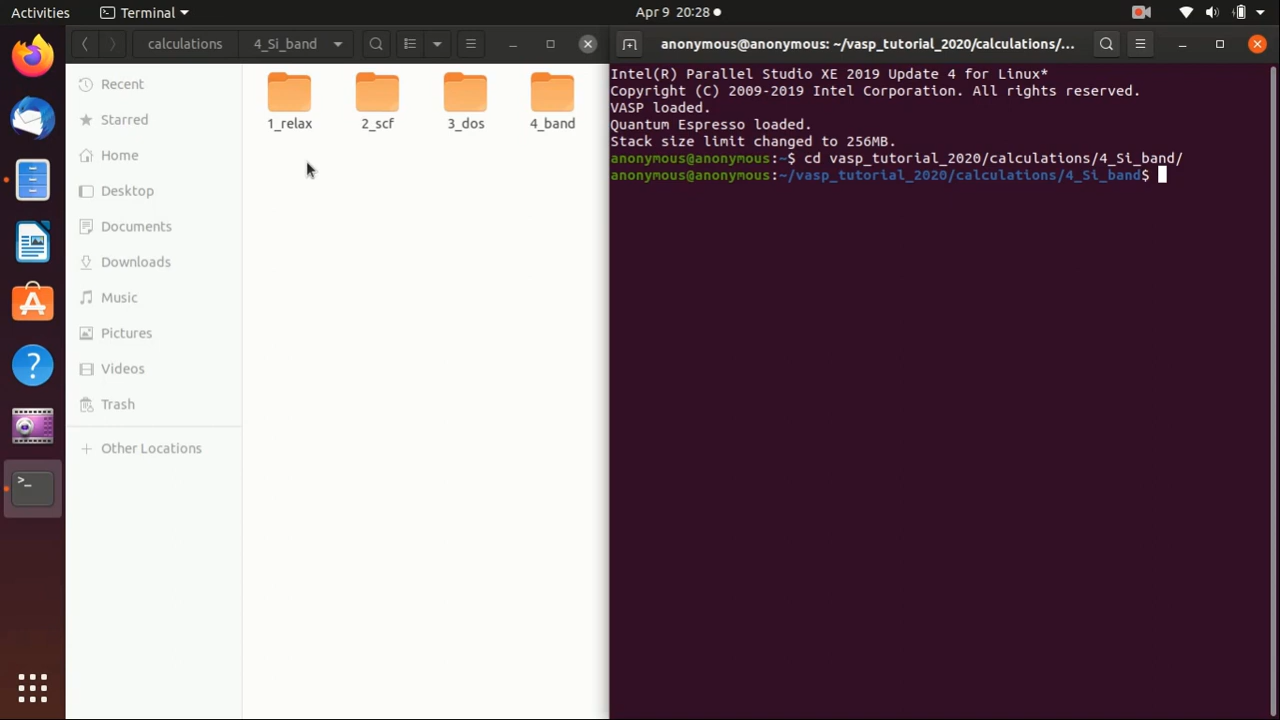 Activities
Terminal
Apr 9 20:28
calculations
4_Si_band
Recent
Starred
Home
Desktop
Documents
Downloads
Music
Pictures
Videos
Trash
Other Locations
1_relax
2_scf
3_dos
4_band
anonymous@anonymous: ~/vasp_tutorial_2020/calculations/...
Intel(R) Parallel Studio XE 2019 Update 4 for Linux*
Copyright (C) 2009-2019 Intel Corporation. All rights reserved.
VASP loaded.
Quantum Espresso loaded.
Stack size limit changed to 256MB.
anonymous@anonymous:~$ cd vasp_tutorial_2020/calculations/4_Si_band/
anonymous@anonymous:~/vasp_tutorial_2020/calculations/4_Si_band$